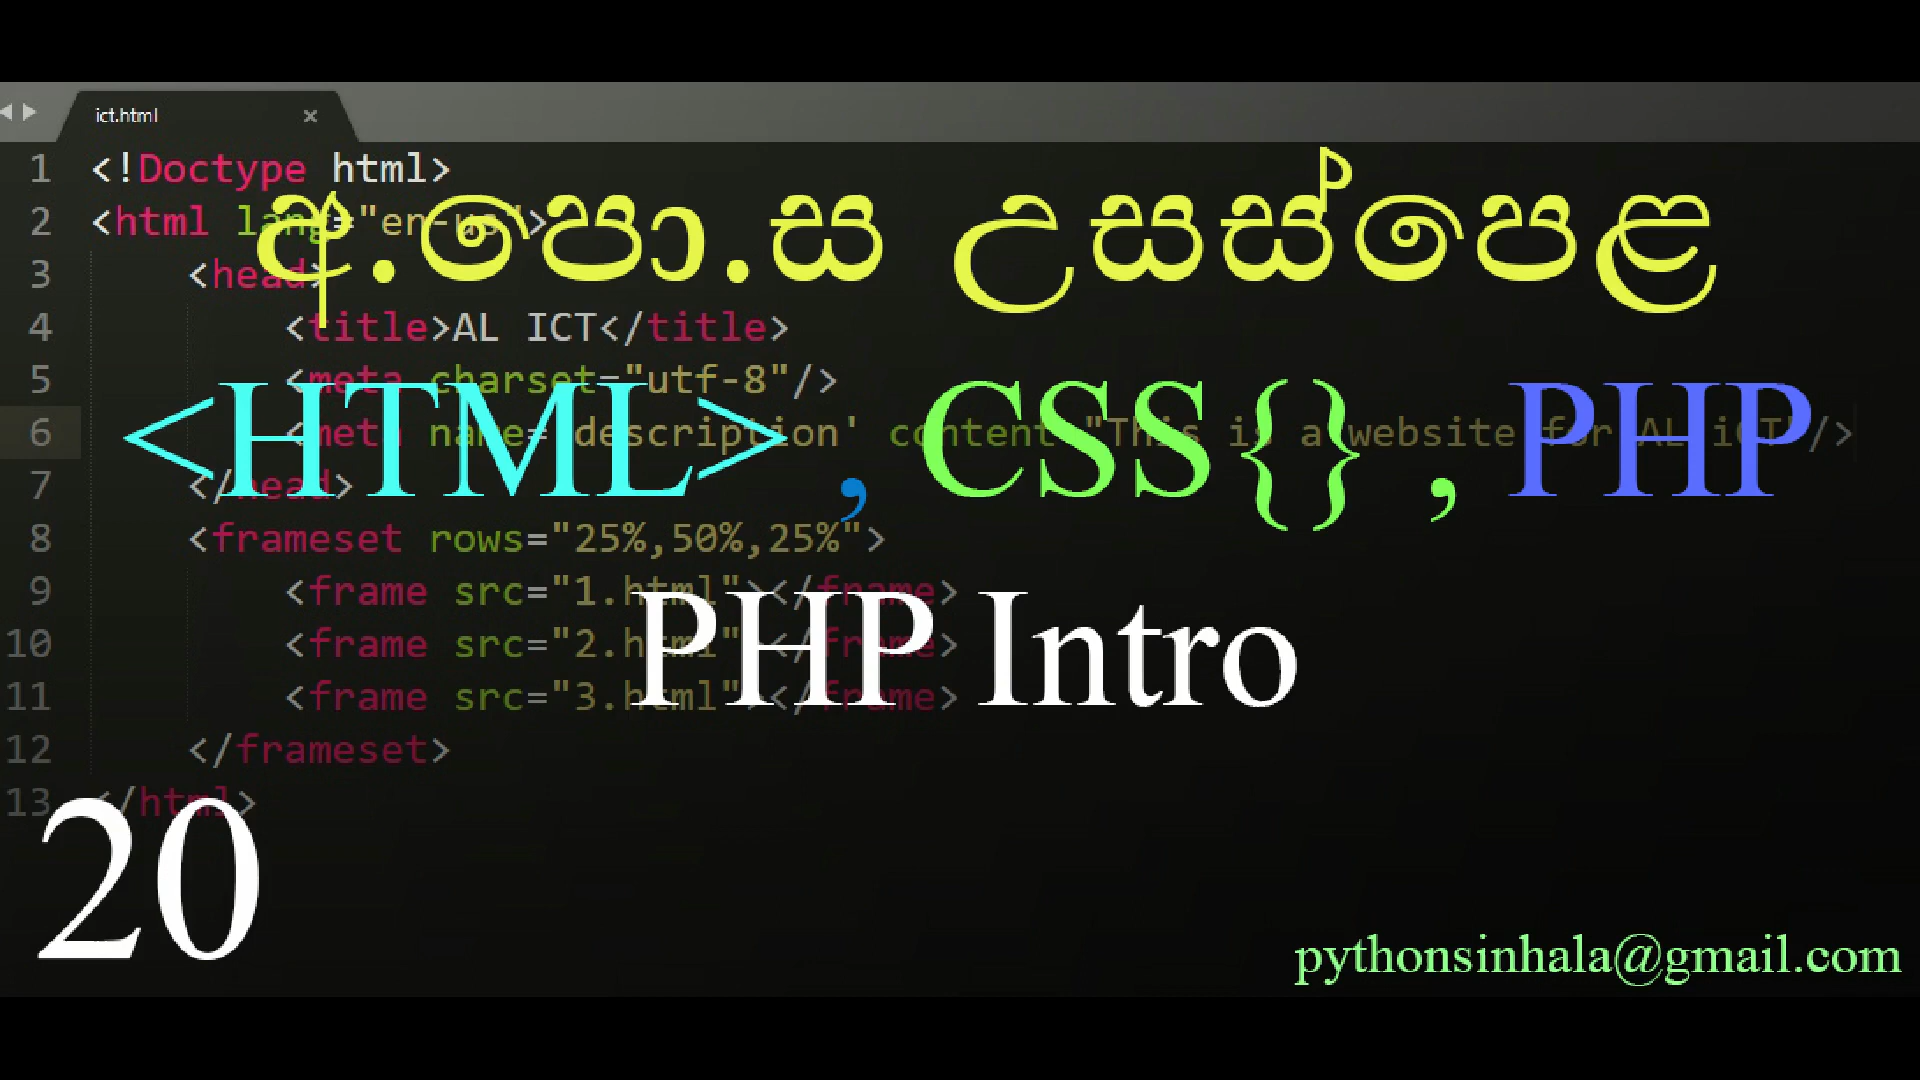 ict.html
1 <!Doctype html>
2 <html lang="en-us">
අ.පො.ස උසස්පෙළ
3 <head>
4 <title>AL ICT</title>
5 <meta charset="utf-8"/>
<HTML> , CSS{} , PHP
6 <meta name='description' content="This is a website for AL iCT"/>
7 </head>
8 <frameset rows="25%,50%,25%">
9 <frame src="1.html"></frame>
PHP Intro
10 <frame src="2.html"></frame>
11 <frame src="3.html"></frame>
12 </frameset>
13 </html>
20
pythonsinhala@gmail.com